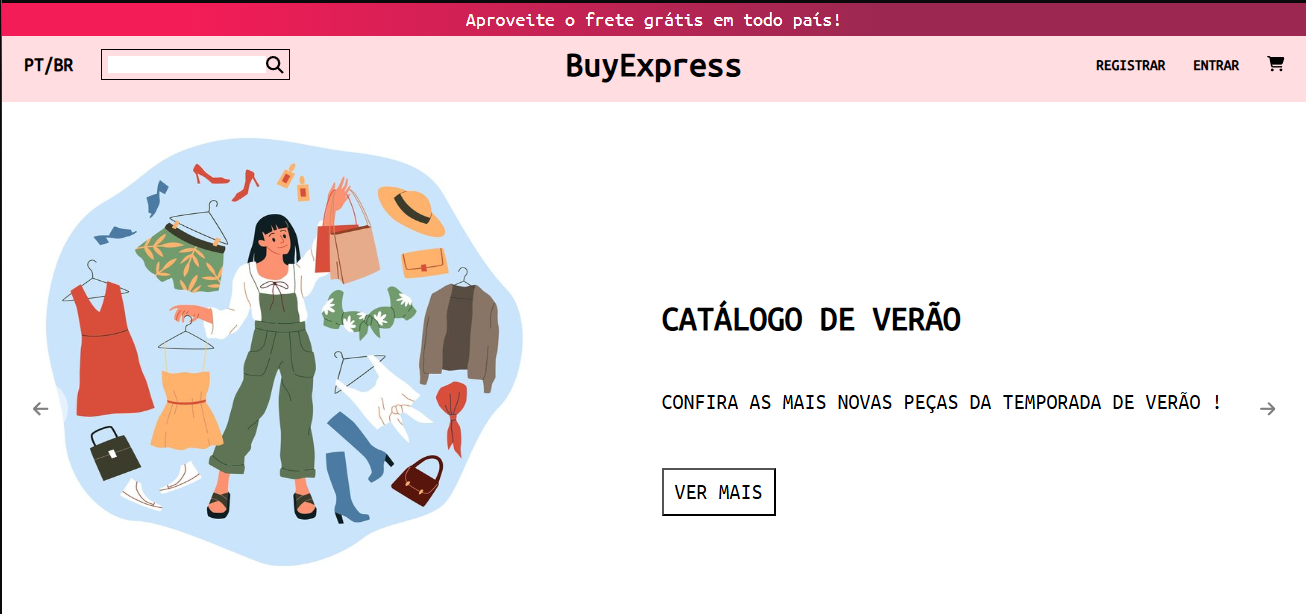 Aproveite o frete grátis em todo país!
PT/BR
BuyExpress
REGISTRAR
ENTRAR
CATÁLOGO DE VERÃO
CONFIRA AS MAIS NOVAS PEÇAS DA TEMPORADA DE VERÃO !
VER MAIS